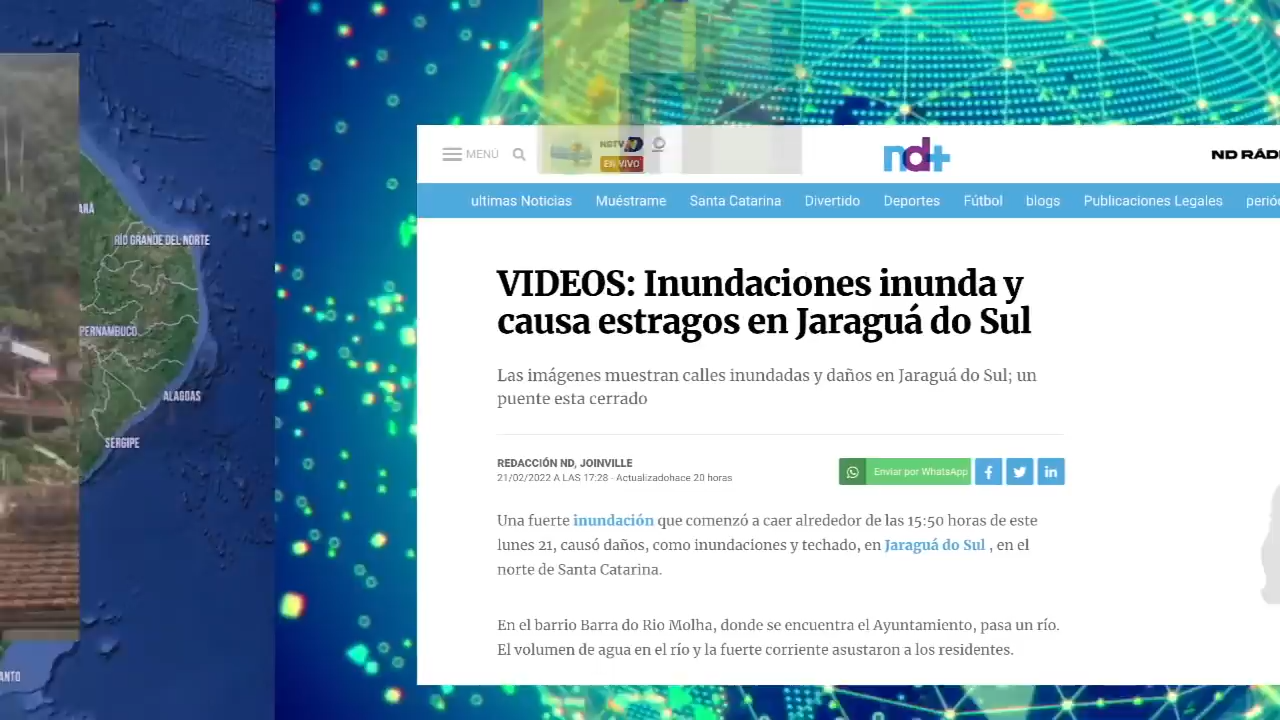 ARÁ
RÍO GRANDE DEL NORTE
PERNAMBUCO
ALAGOAS
SERGIPE
ANTO
MENÚ
NDTV
EN VIVO
nd+
ND RÁD
ultimas Noticias Muéstrame Santa Catarina Divertido Deportes Fútbol blogs Publicaciones Legales perió
VIDEOS: Inundaciones inunda y
causa estragos en Jaraguá do Sul
Las imágenes muestran calles inundadas y daños en Jaraguá do Sul; un
puente esta cerrado
REDACCIÓN ND, JOINVILLE
21/02/2022 A LAS 17:28 - Actualizadohace 20 horas
Enviar por WhatsApp
Una fuerte inundación que comenzó a caer alrededor de las 15:50 horas de este
lunes 21, causó daños, como inundaciones y techado, en Jaraguá do Sul , en el
norte de Santa Catarina.
En el barrio Barra do Rio Molha, donde se encuentra el Ayuntamiento, pasa un río.
El volumen de agua en el río y la fuerte corriente asustaron a los residentes.